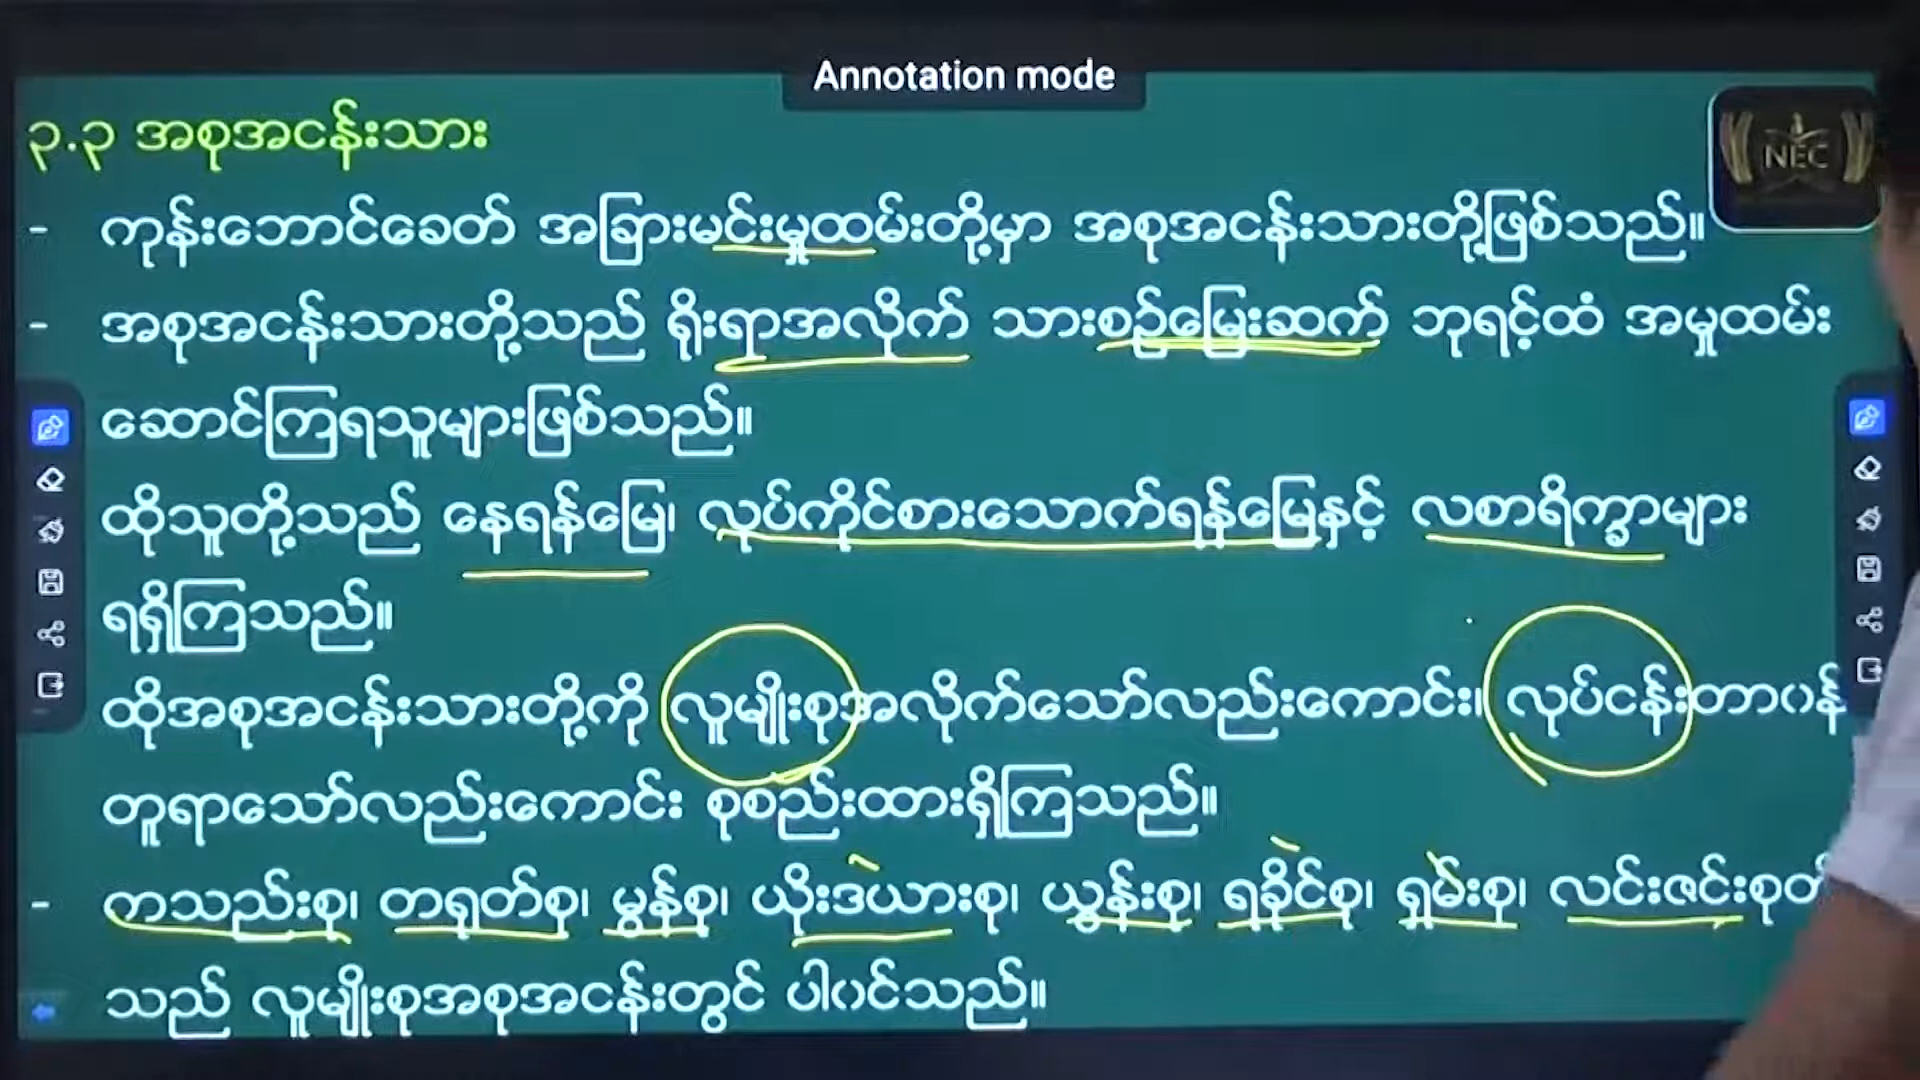 Annotation mode
NEC
၃.၃ အစုအငန်းသား
- ကုန်းဘောင်ခေတ် အခြားမင်းမှုထမ်းတို့မှာ အစုအငန်းသားတို့ဖြစ်သည်။
- အစုအငန်းသားတို့သည် ရိုးရာအလိုက် သားစဉ်မြေးဆက် ဘုရင့်ထံ အမှုထမ်း
ဆောင်ကြရသူများဖြစ်သည်။
ထိုသူတို့သည် နေရန်မြေ၊ လုပ်ကိုင်စားသောက်ရန်မြေနှင့် လစာရိက္ခာများ
ရရှိကြသည်။
ထိုအစုအငန်းသားတို့ကို လူမျိုးစုအလိုက်သော်လည်းကောင်း၊ လုပ်ငန်းတာဝန်
တူရာသော်လည်းကောင်း စုစည်းထားရှိကြသည်။
- ကသည်းစု၊ တရုတ်စု၊ မွန်စု၊ ယိုးဒယားစု၊ ယွန်းစု၊ ရခိုင်စု၊ ရှမ်းစု၊ လင်းဇင်းစုတို့
သည် လူမျိုးစုအစုအငန်းတွင် ပါဝင်သည်။